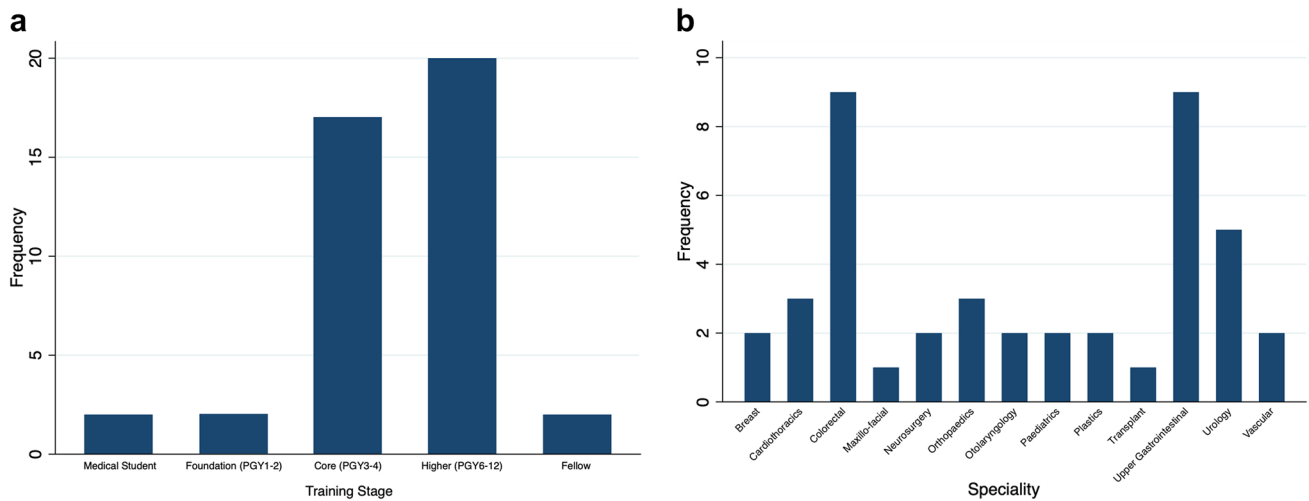 a
Frequency
20
15
10
5
0
Medical Student
Foundation (PGY1-2)
Core (PGY3-4)
Higher (PGY6-12)
Fellow
Training Stage
b
Frequency
10
8
6
4
2
0
Breast
Cardiothoracics
Colorectal
Maxillo-facial
Neurosurgery
Orthopaedics
Otolaryngology
Paediatrics
Plastics
Transplant
Upper Gastrointestinal
Urology
Vascular
Speciality